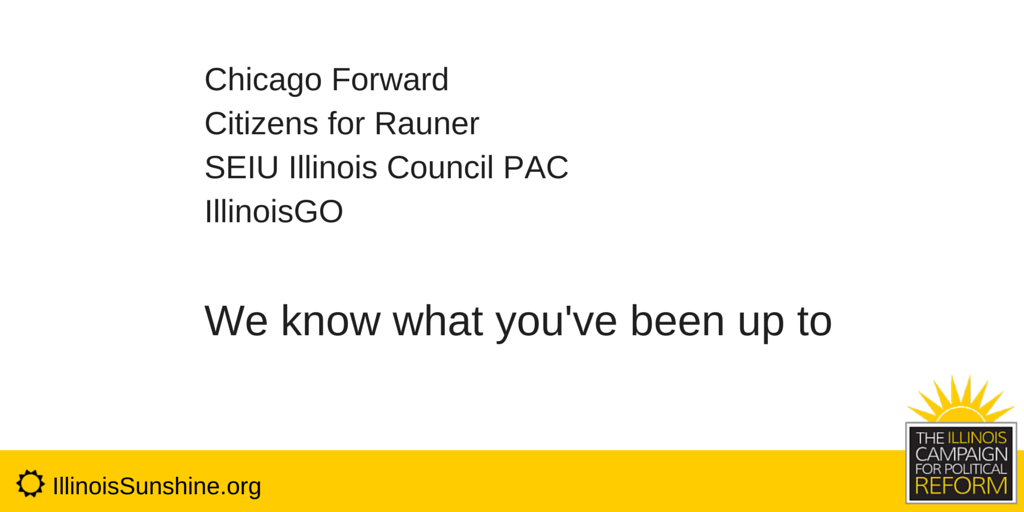 Chicago Forward
Citizens for Rauner
SEIU Illinois Council PAC
IllinoisGO
We know what you've been up to
IllinoisSunshine.org
THE ILLINOIS
CAMPAIGN
FOR POLITICAL
REFORM